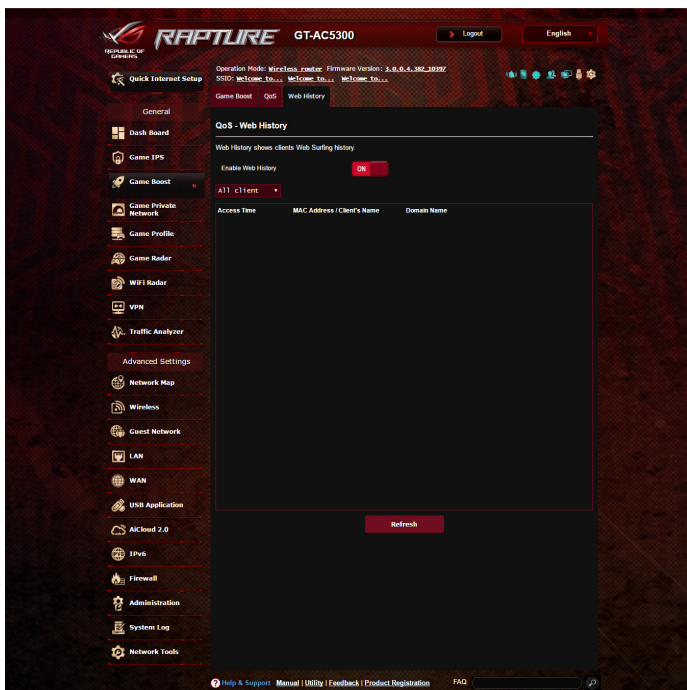 REPUBLIC OF
GAMERS
RAPTURE
GT-AC5300
Logout
English
Quick Internet Setup
Operation Mode: Wireless router Firmware Version: 3.0.0.4.382_10397
SSID: Welcome to... Welcome to... Welcome to...
Game Boost QoS Web History
General
Dash Board
Game IPS
Game Boost
Game Private
Network
Game Profile
Game Radar
WiFi Radar
VPN
Traffic Analyzer
Advanced Settings
Network Map
Wireless
Guest Network
LAN
WAN
USB Application
AiCloud 2.0
IPv6
Firewall
Administration
System Log
Network Tools
QoS - Web History
Web History shows clients Web Surfing history.
Enable Web History ON
All client
Access Time MAC Address / Client's Name Domain Name
Refresh
Help & Support Manual | Utility | Feedback | Product Registration FAQ